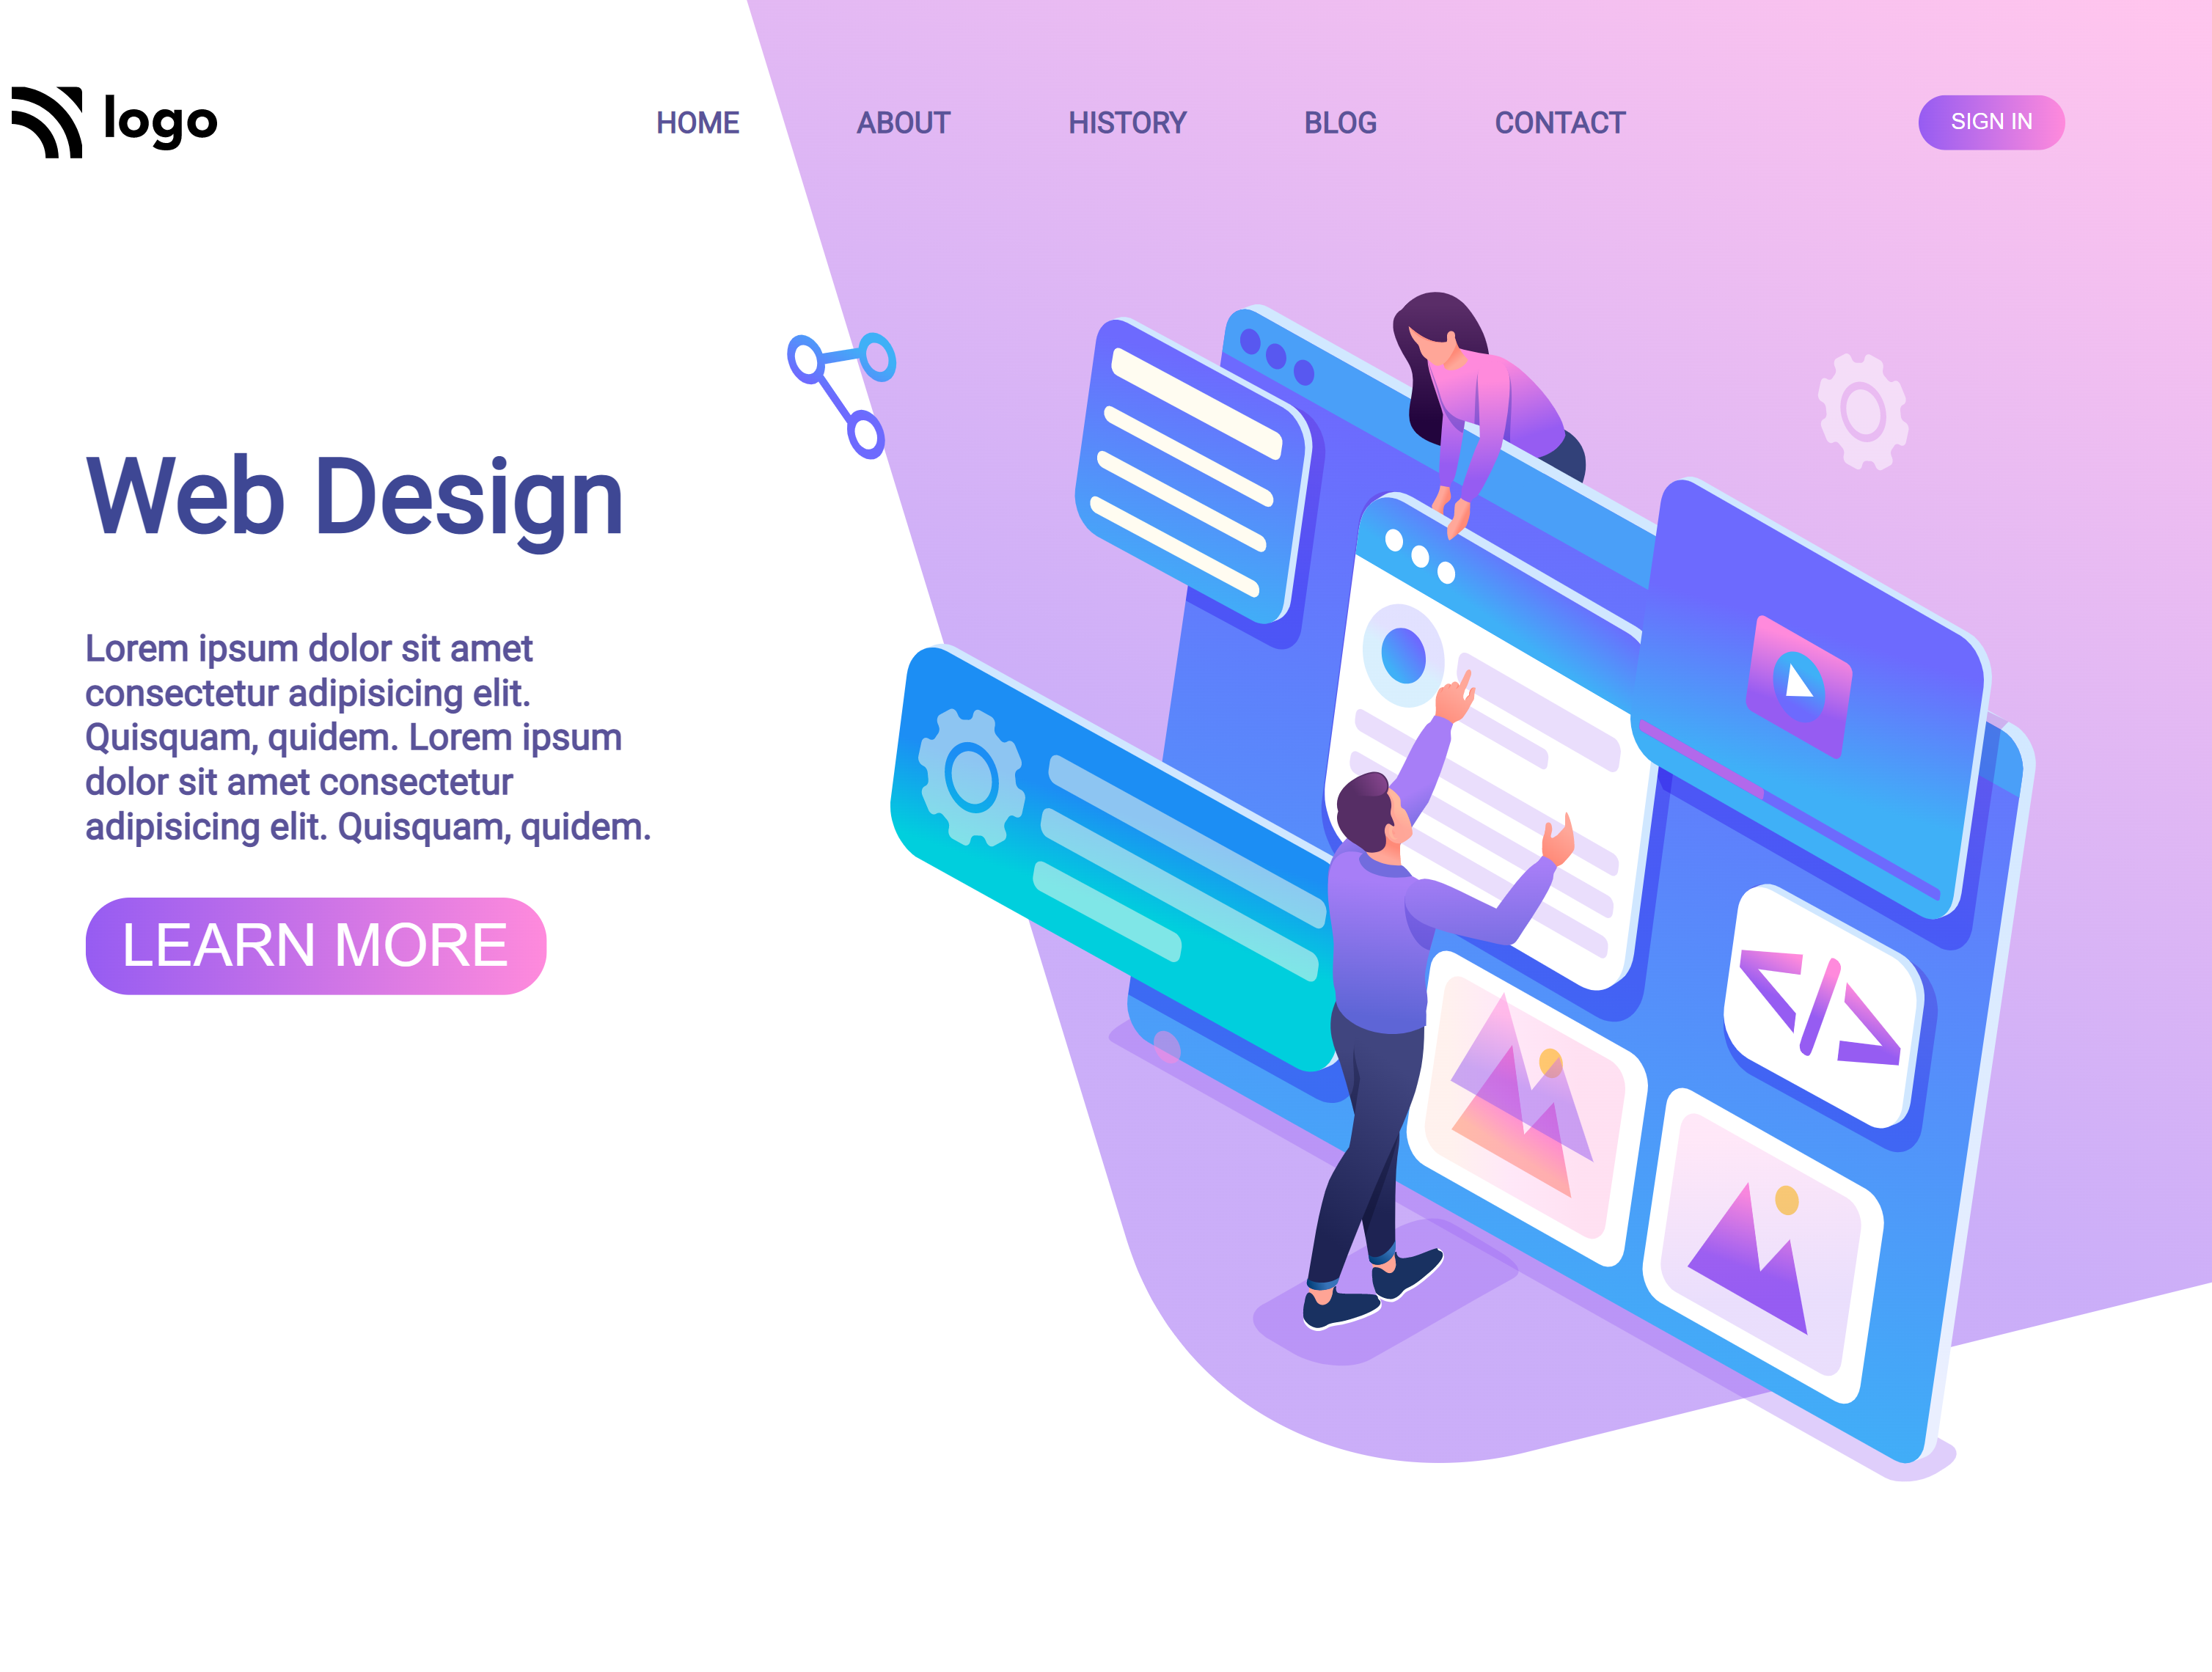 logo
HOME ABOUT HISTORY BLOG CONTACT SIGN IN
Web Design
Lorem ipsum dolor sit amet
consectetur adipisicing elit.
Quisquam, quidem. Lorem ipsum
dolor sit amet consectetur
adipisicing elit. Quisquam, quidem.
LEARN MORE
</>